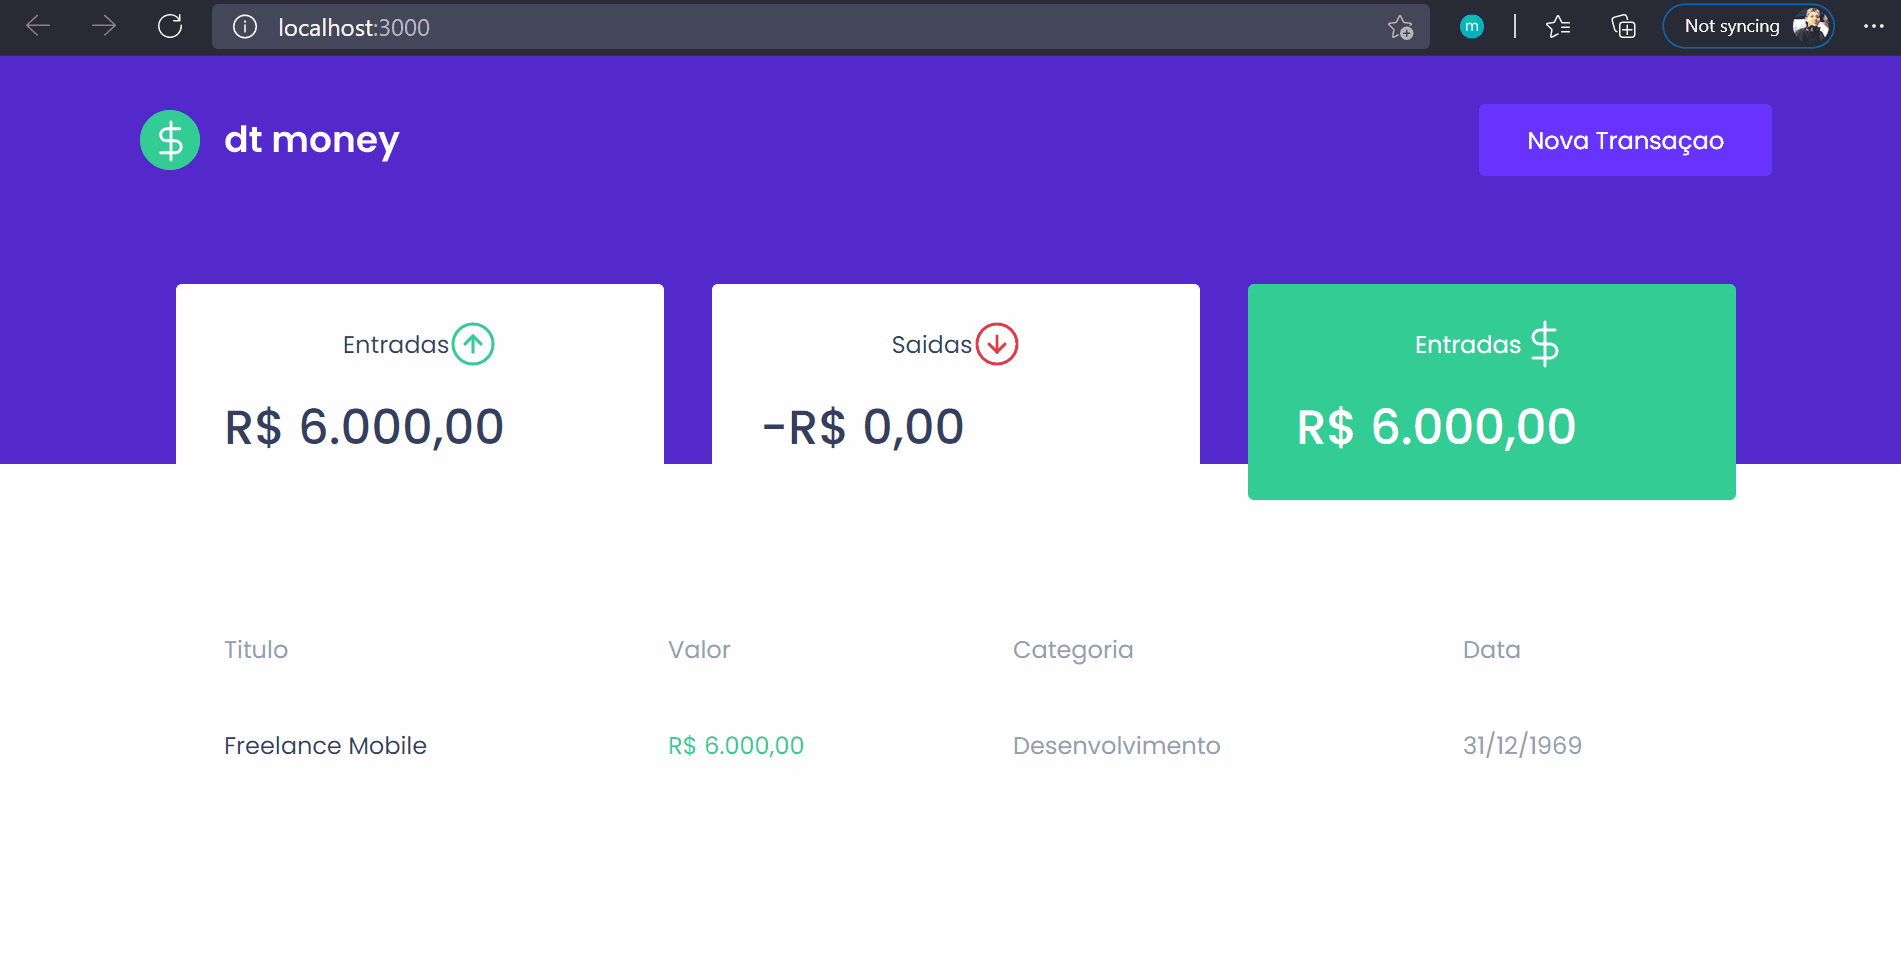 localhost:3000
m
Not syncing
$ dt money
Nova Transaçao
Entradas
Saidas
Entradas $
R$ 6.000,00
-R$ 0,00
R$ 6.000,00
Titulo Valor Categoria Data
Freelance Mobile R$ 6.000,00 Desenvolvimento 31/12/1969